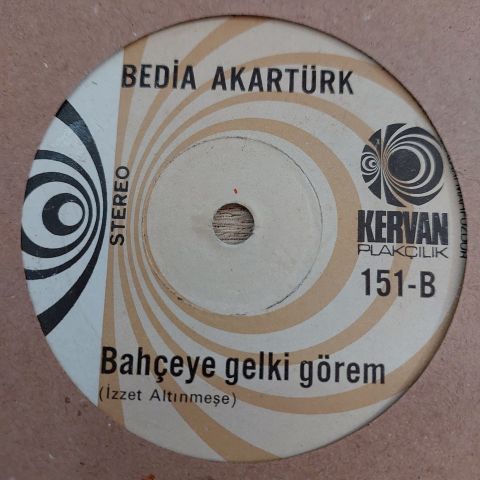 BEDİA AKARTÜRK
STEREO
KERVAN
PLAKÇILIK
151-B
Bahçeye gelki görem
(İzzet Altınmeşe)